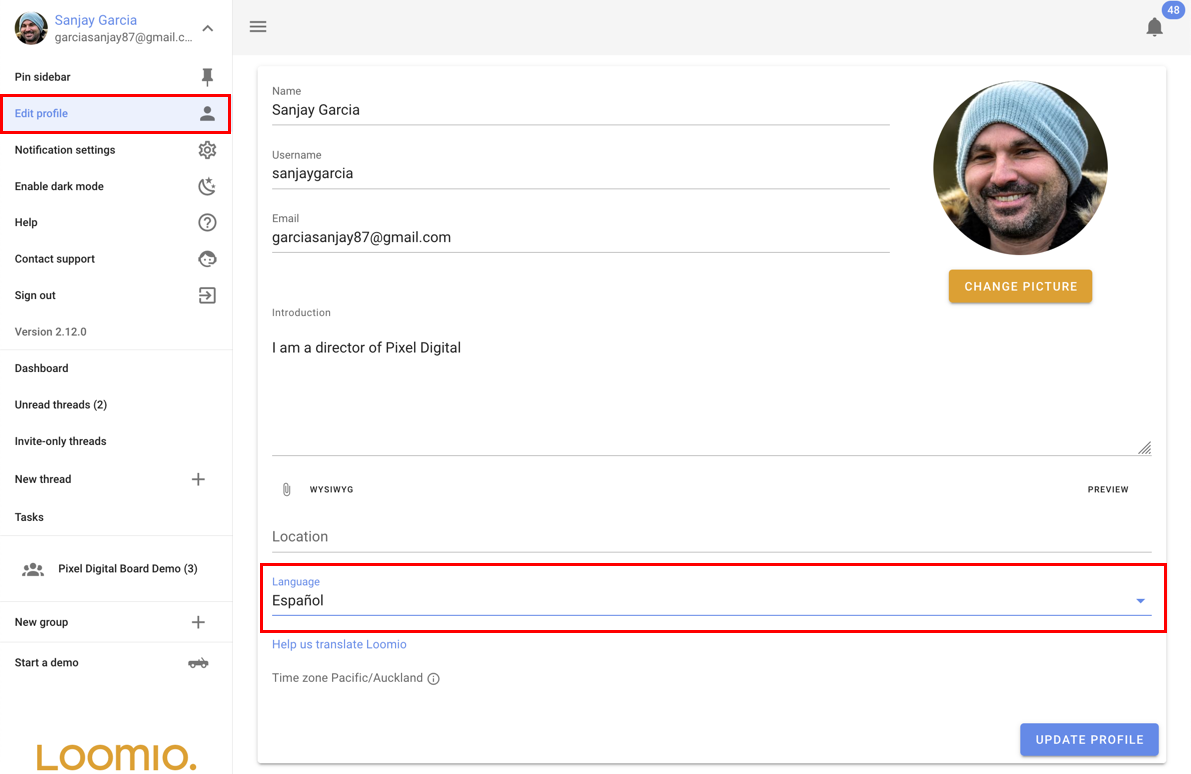 Sanjay Garcia
garciasanjay87@gmail.c...
Pin sidebar
Edit profile
Notification settings
Enable dark mode
Help
Contact support
Sign out
Version 2.12.0
Dashboard
Unread threads (2)
Invite-only threads
New thread
Tasks
Pixel Digital Board Demo (3)
New group
Start a demo
LOOMIO.
48
Name
Sanjay Garcia
Username
sanjaygarcia
Email
garciasanjay87@gmail.com
CHANGE PICTURE
Introduction
I am a director of Pixel Digital
WYSIWYG PREVIEW
Location
Language
Español
Help us translate Loomio
Time zone Pacific/Auckland
UPDATE PROFILE